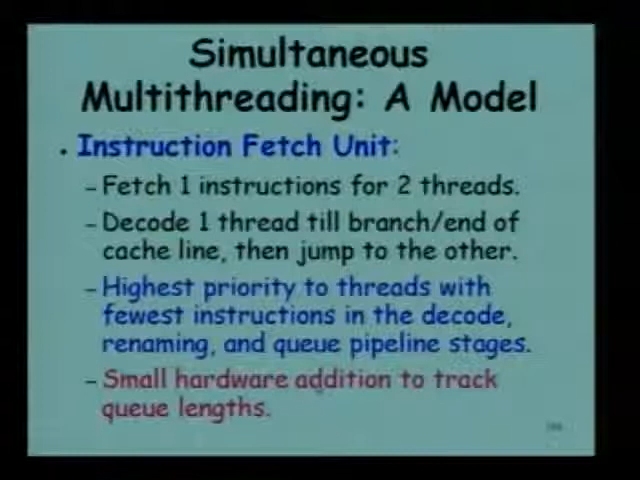 Simultaneous
Multithreading: A Model
• Instruction Fetch Unit:
– Fetch 1 instructions for 2 threads.
– Decode 1 thread till branch/end of
cache line, then jump to the other.
– Highest priority to threads with
fewest instructions in the decode,
renaming, and queue pipeline stages.
– Small hardware addition to track
queue lengths.